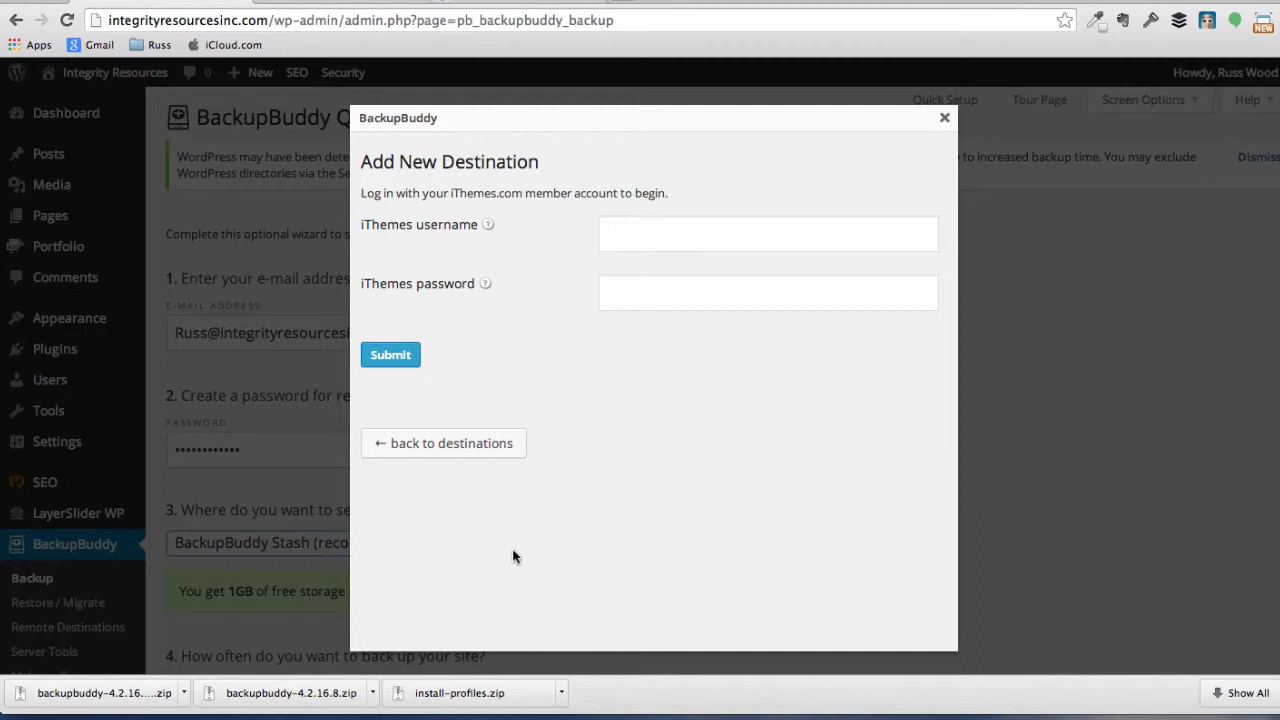 integrityresourcesinc.com/wp-admin/admin.php?page=pb_backupbuddy_backup
Apps Gmail Russ iCloud.com
NEW
Integrity Resources 0 New SEO Security Howdy, Russ Wood
Quick Setup Tour Page Screen Options Help
Dashboard
Posts
Media
Pages
Portfolio
Comments
Appearance
Plugins
Users
Tools
Settings
SEO
LayerSlider WP
BackupBuddy
Backup
Restore / Migrate
Remote Destinations
Server Tools
BackupBuddy Q
WordPress may have been dete
to increased backup time. You may exclude
Dismiss
WordPress directories via the Se
Complete this optional wizard to s
1. Enter your e-mail addres
E-MAIL ADDRESS:
Russ@integrityresourcesi
2. Create a password for re
PASSWORD
••••••••••••
3. Where do you want to se
BackupBuddy Stash (reco
You get 1GB of free storage
4. How often do you want to back up your site?
BackupBuddy
Add New Destination
Log in with your iThemes.com member account to begin.
iThemes username ?
iThemes password ?
Submit
← back to destinations
backupbuddy-4.2.16.....zip backupbuddy-4.2.16.8.zip install-profiles.zip Show All